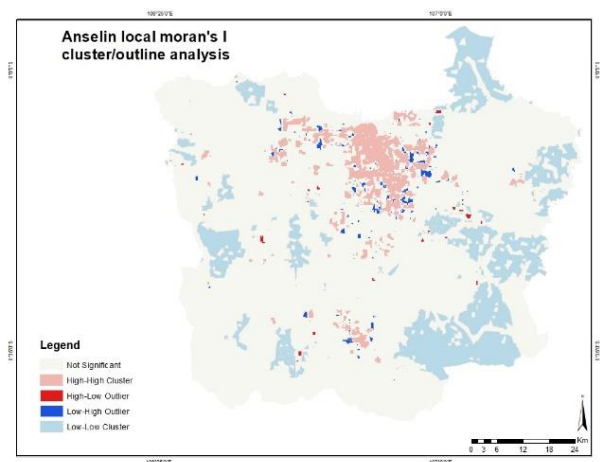 Anselin local moran's I
cluster/outline analysis
Legend
Not Significant
High-High Cluster
High-Low Outlier
Low-High Outlier
Low-Low Cluster
0 3 6 12 18 24
Km